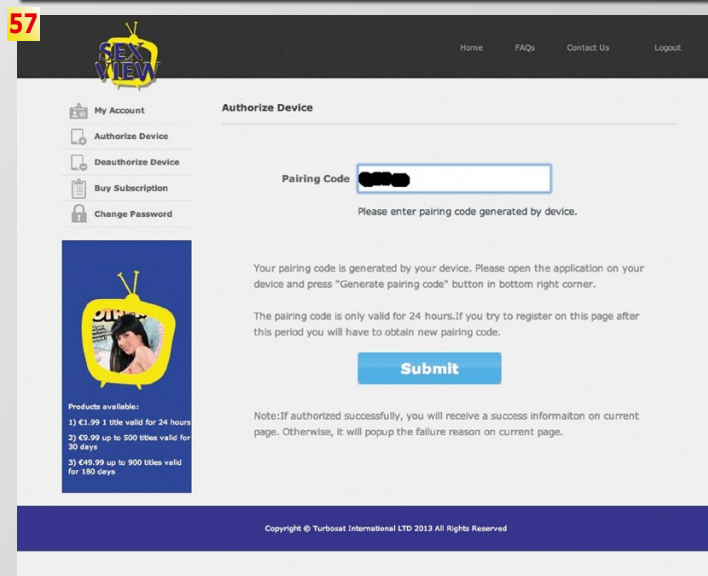 57
SEX
VIEW
Home FAQs Contact Us Logout
My Account
Authorize Device
Deauthorize Device
Buy Subscription
Change Password
Products available:
1) €1.99 1 title valid for 24 hours
2) €9.99 up to 500 titles valid for
30 days
3) €49.99 up to 900 titles valid
for 180 days
Authorize Device
Pairing Code
Please enter pairing code generated by device.
Your pairing code is generated by your device. Please open the application on your
device and press "Generate pairing code" button in bottom right corner.
The pairing code is only valid for 24 hours.If you try to register on this page after
this period you will have to obtain new pairing code.
Submit
Note:If authorized successfully, you will receive a success informaiton on current
page. Otherwise, it will popup the failure reason on current page.
Copyright © Turbosat International LTD 2013 All Rights Reserved